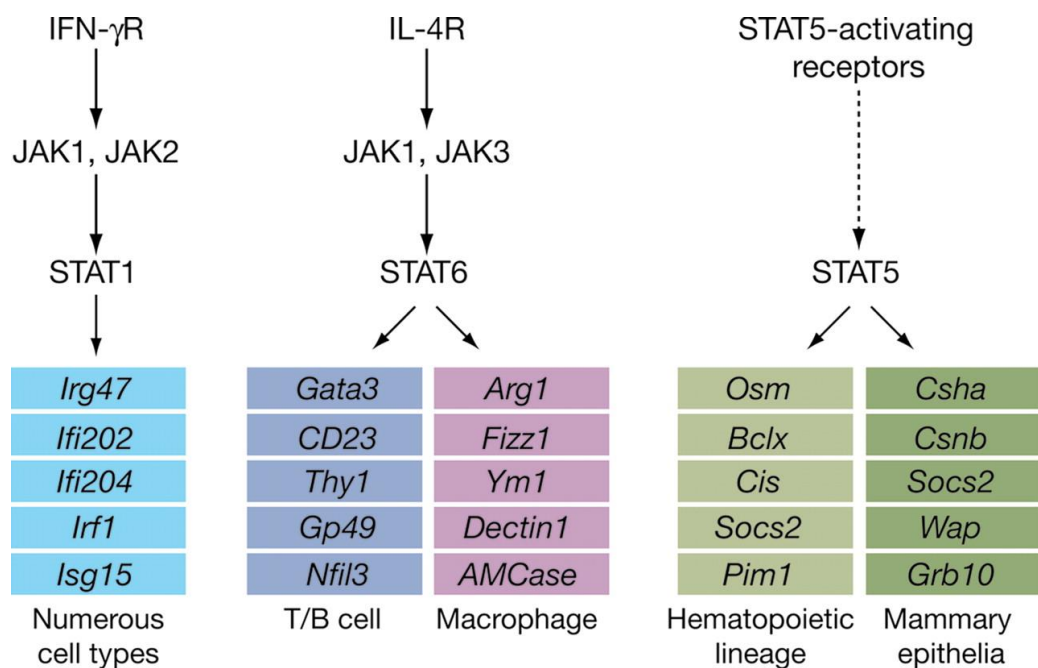 IFN-γR
IL-4R
STAT5-activating
receptors
JAK1, JAK2
JAK1, JAK3
STAT1
STAT6
STAT5
Irg47
Gata3
Arg1
Osm
Csha
Ifi202
CD23
Fizz1
Bclx
Csnb
Ifi204
Thy1
Ym1
Cis
Socs2
Irf1
Gp49
Dectin1
Socs2
Wap
Isg15
Nfil3
AMCase
Pim1
Grb10
Numerous
cell types
T/B cell
Macrophage
Hematopoietic
lineage
Mammary
epithelia